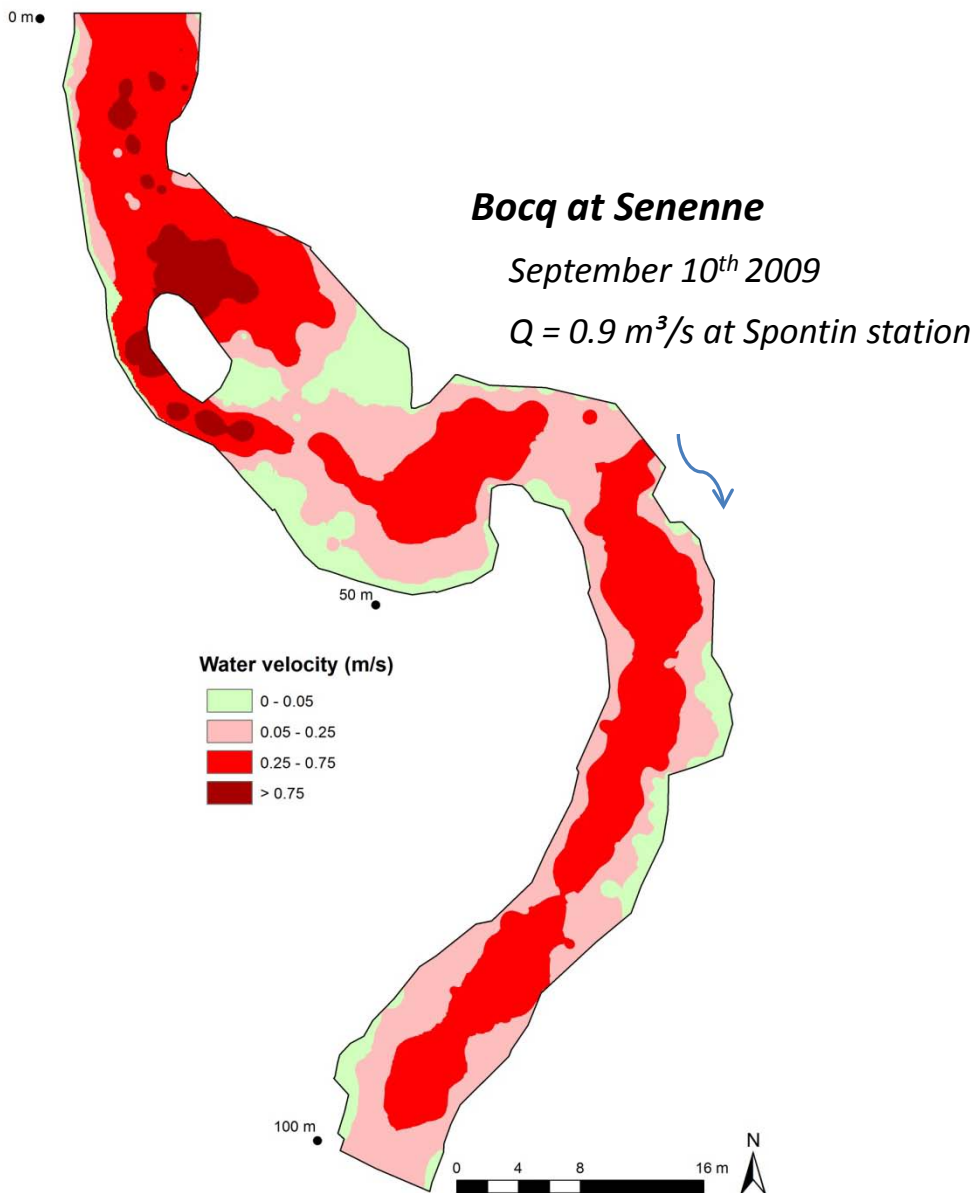 0 m
Bocq at Senenne
September 10th 2009
Q = 0.9 m³/s at Spontin station
50 m
Water velocity (m/s)
0 - 0.05
0.05 - 0.25
0.25 - 0.75
> 0.75
100 m
N
0 4 8 16 m